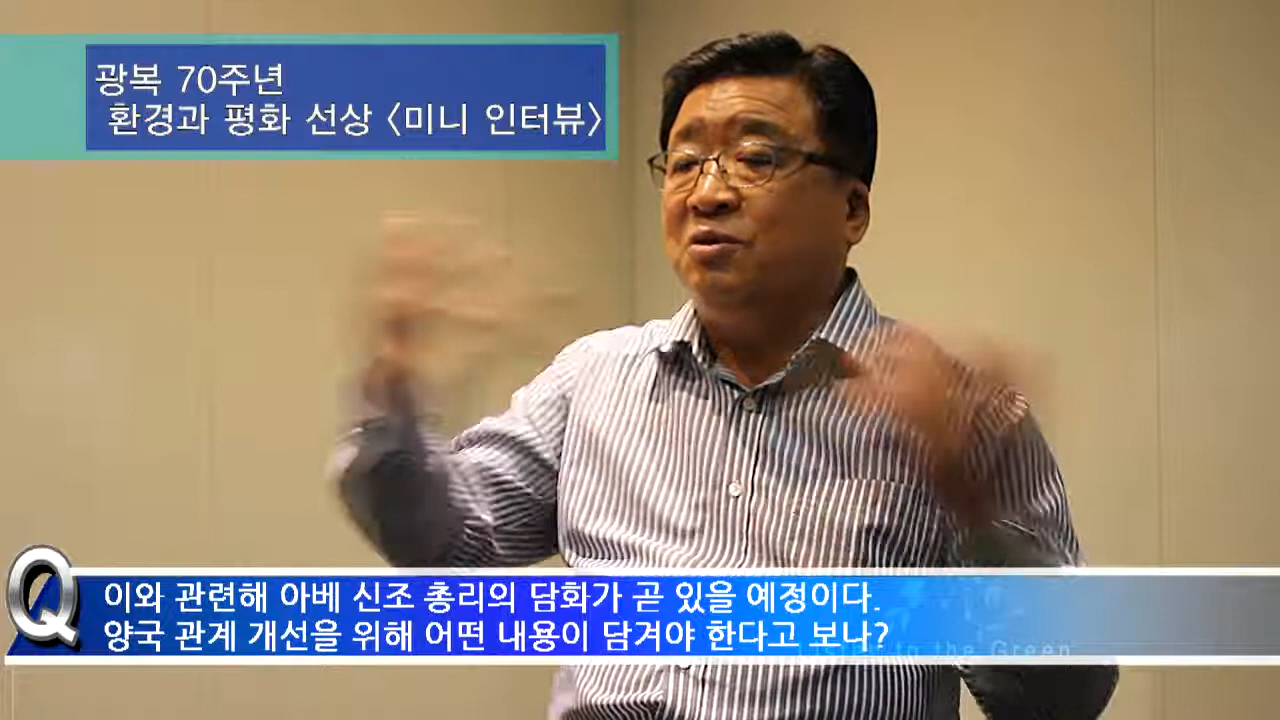 광복 70주년
환경과 평화 선상 <미니 인터뷰>
Q
이와 관련해 아베 신조 총리의 담화가 곧 있을 예정이다.
양국 관계 개선을 위해 어떤 내용이 담겨야 한다고 보나?
in the Green